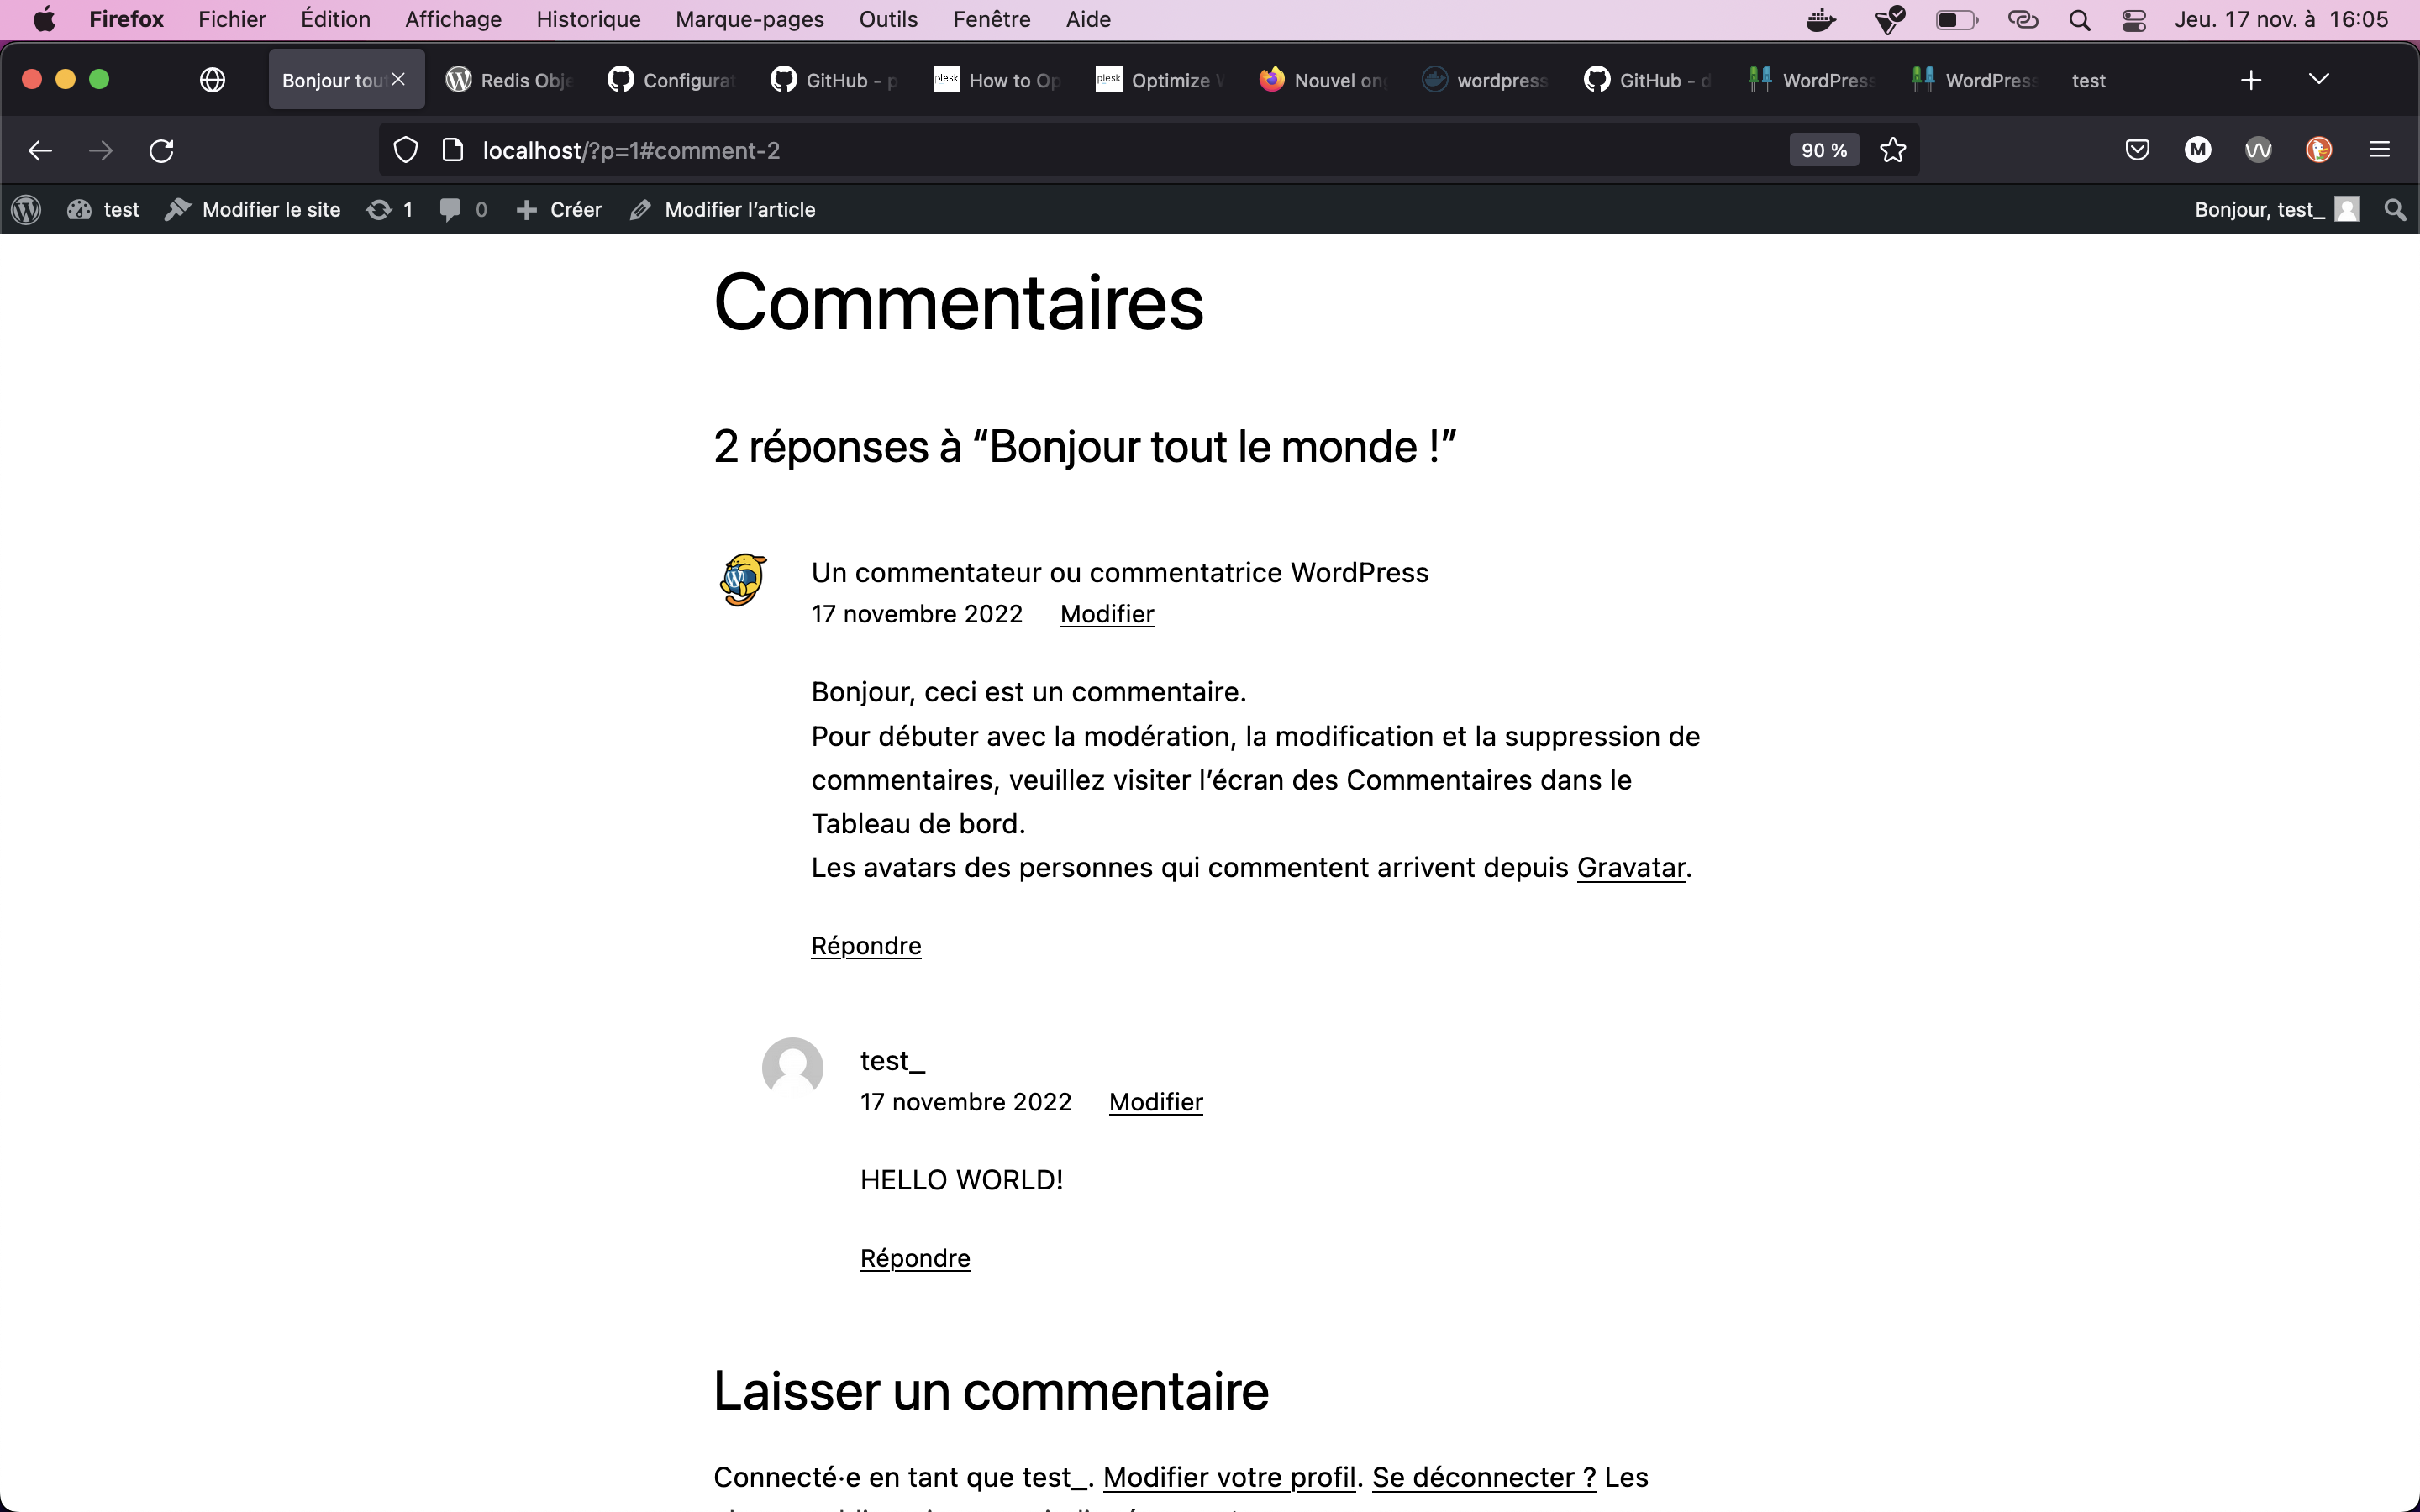 Firefox Fichier Édition Affichage Historique Marque-pages Outils Fenêtre Aide Jeu. 17 nov. à 16:05
Bonjour tout Redis Obje Configurat GitHub - p How to Op Optimize Nouvel on wordpress GitHub - d WordPress WordPress test
localhost/?p=1#comment-2 90 %
test Modifier le site 1 0 Créer Modifier l’article Bonjour, test_
Commentaires
2 réponses à “Bonjour tout le monde !”
Un commentateur ou commentatrice WordPress
17 novembre 2022 Modifier
Bonjour, ceci est un commentaire.
Pour débuter avec la modération, la modification et la suppression de
commentaires, veuillez visiter l’écran des Commentaires dans le
Tableau de bord.
Les avatars des personnes qui commentent arrivent depuis Gravatar.
Répondre
test_
17 novembre 2022 Modifier
HELLO WORLD!
Répondre
Laisser un commentaire
Connecté·e en tant que test_. Modifier votre profil. Se déconnecter ? Les